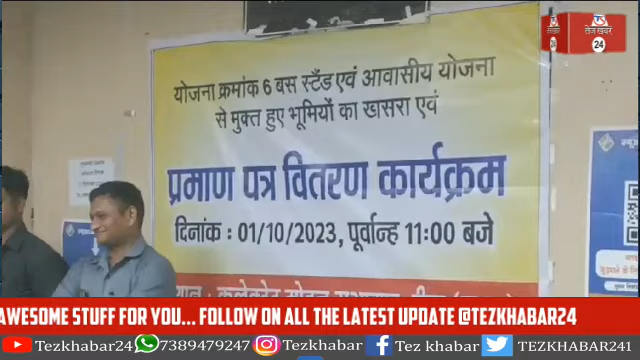 योजना क्रमांक 6 बस स्टैंड एवं आवासीय योजना
से मुक्त हुए भूमियों का खसरा एवं
प्रमाण पत्र वितरण कार्यक्रम
दिनांक : 01/10/2023, पूर्वान्ह 11:00 बजे
तेज खबर
24
AWESOME STUFF FOR YOU... FOLLOW ON ALL THE LATEST UPDATE @TEZKHABAR24
Tezkhabar24 7389479247 Tezkhabar24 Tez khabar TEZKHABAR241